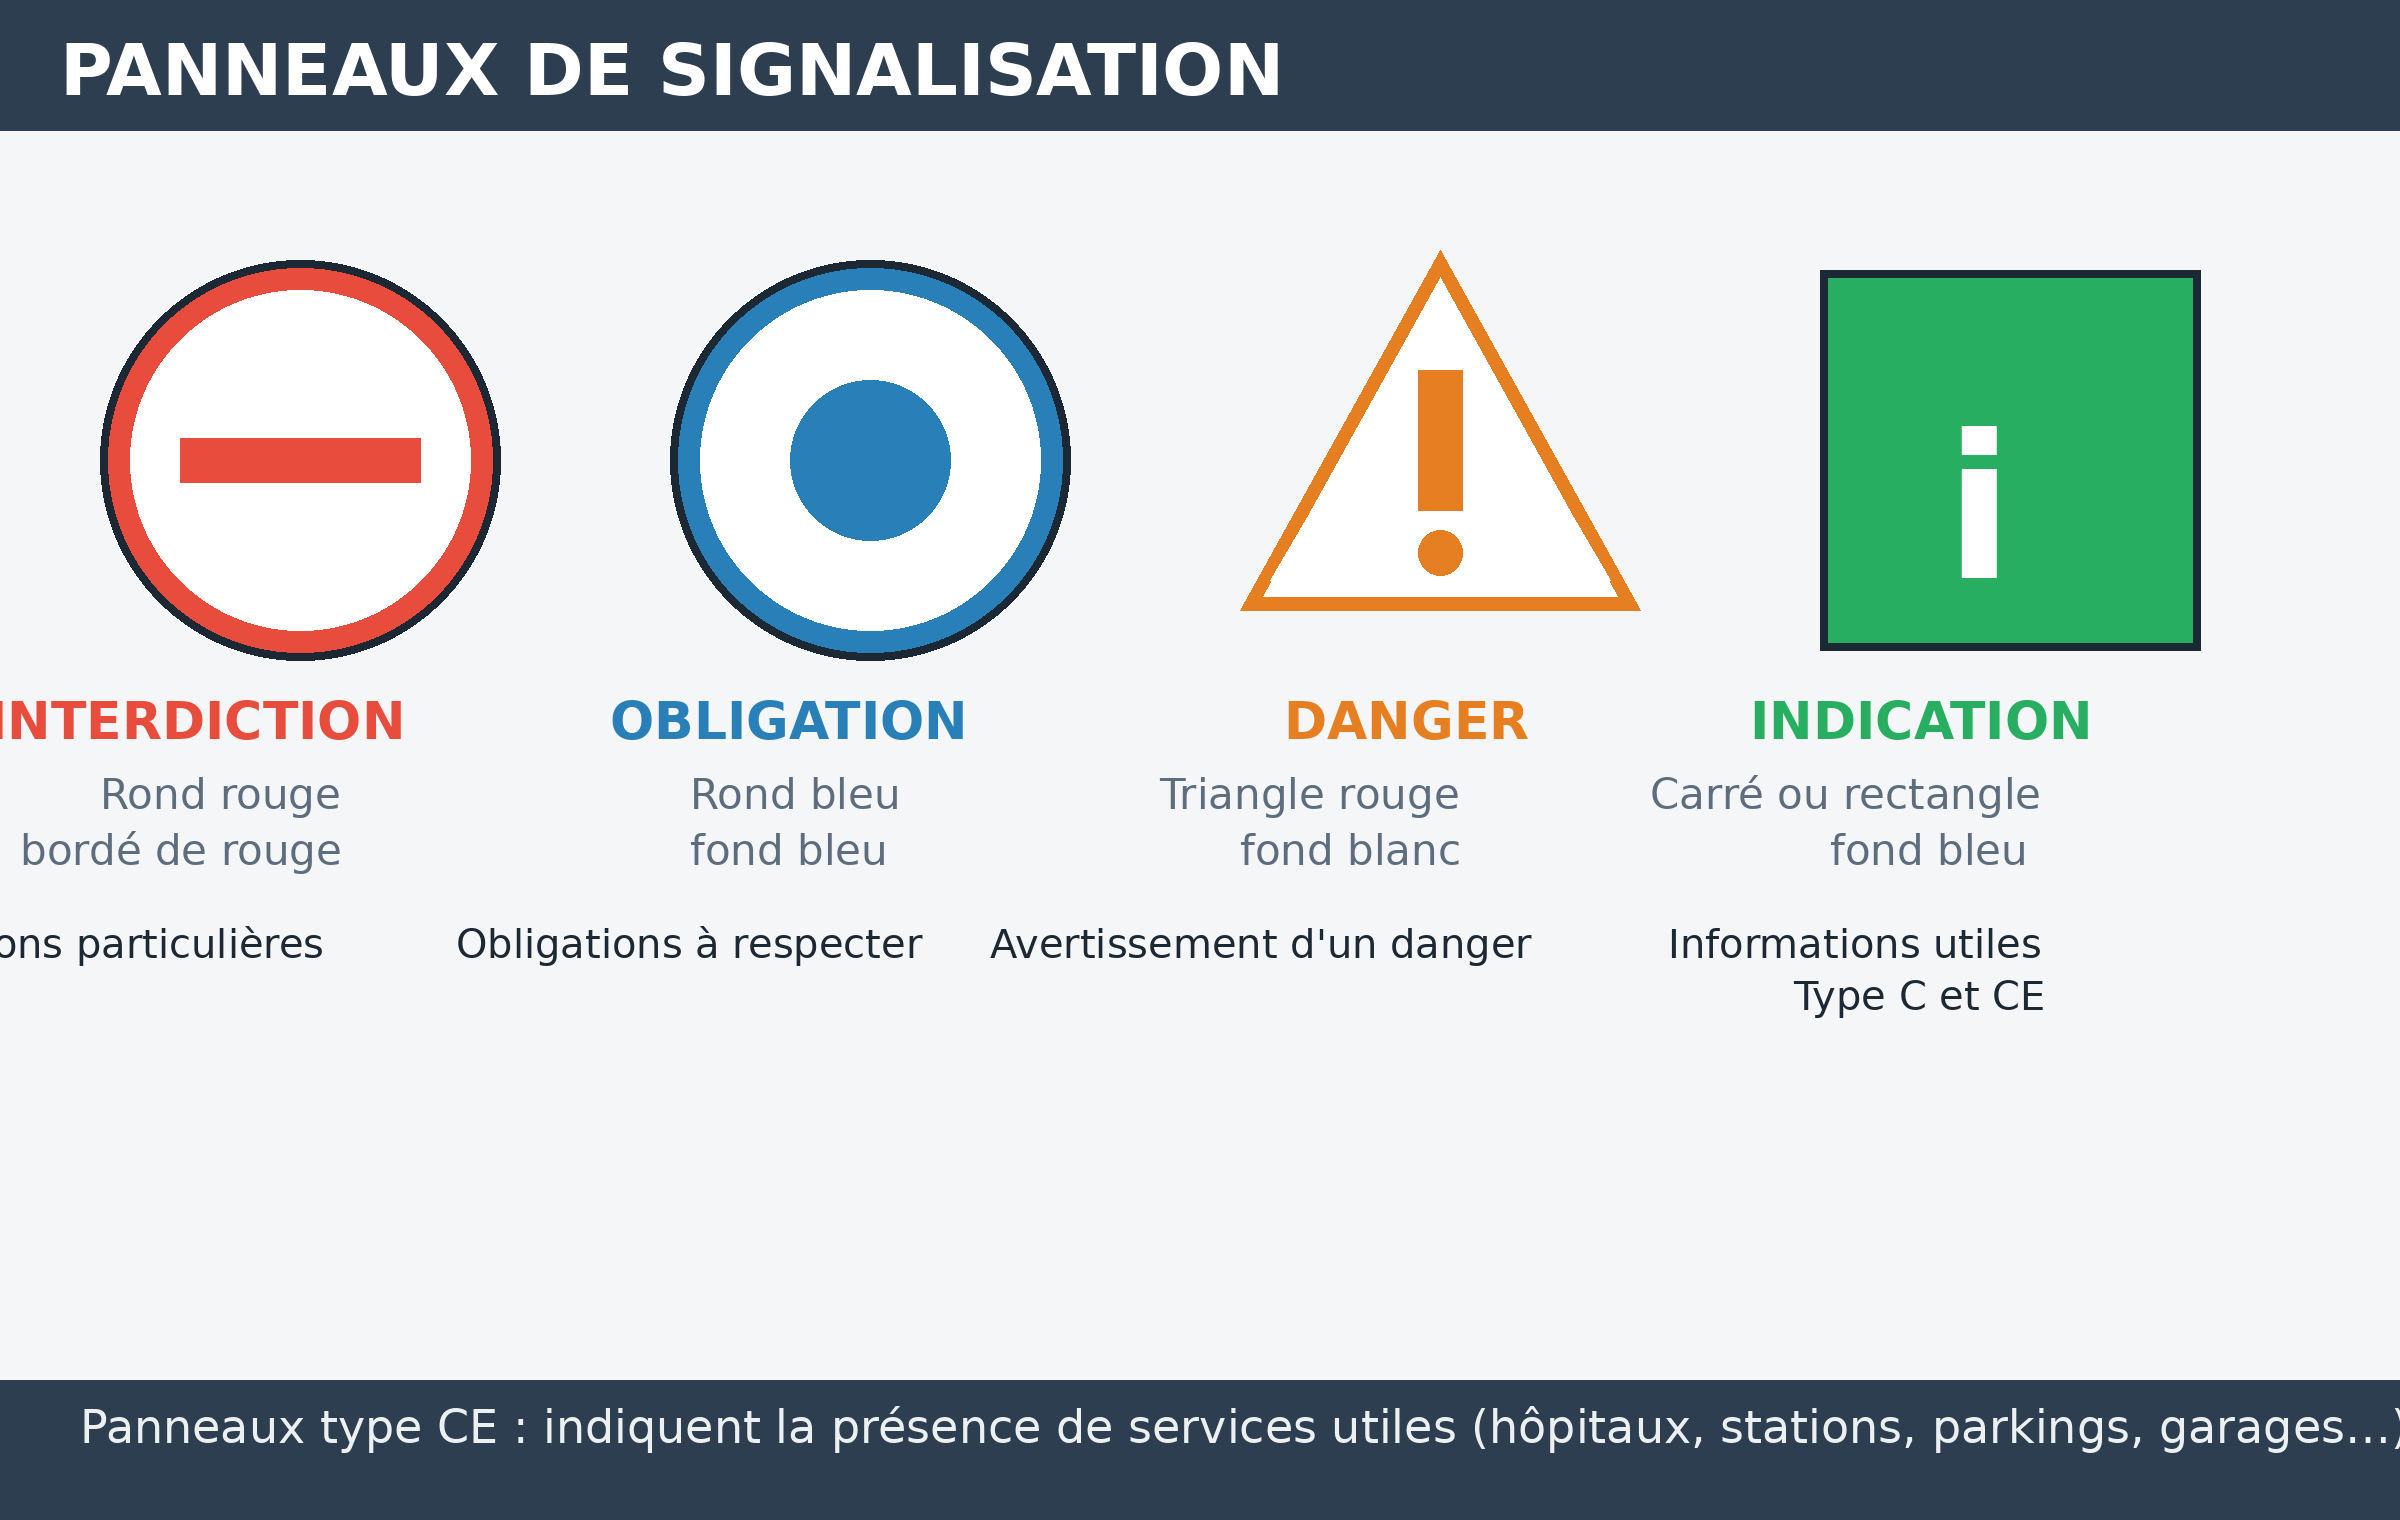 PANNEAUX DE SIGNALISATION
i
INTERDICTION
Rond rouge
bordé de rouge
ons particulières
OBLIGATION
Rond bleu
fond bleu
Obligations à respecter
DANGER
Triangle rouge
fond blanc
Avertissement d'un danger
INDICATION
Carré ou rectangle
fond bleu
Informations utiles
Type C et CE
Panneaux type CE : indiquent la présence de services utiles (hôpitaux, stations, parkings, garages...)